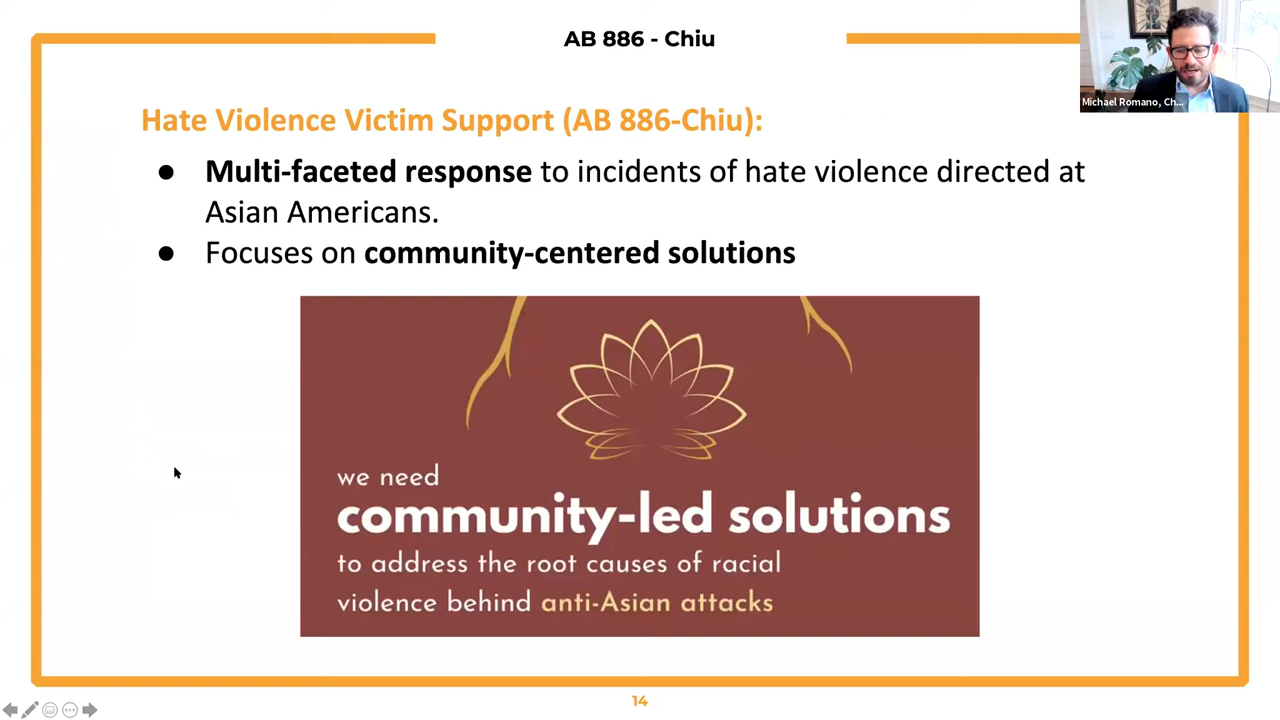 AB 886 - Chiu
Michael Romano, Ch...
Hate Violence Victim Support (AB 886-Chiu):
● Multi-faceted response to incidents of hate violence directed at
Asian Americans.
● Focuses on community-centered solutions
we need
community-led solutions
to address the root causes of racial
violence behind anti-Asian attacks
14